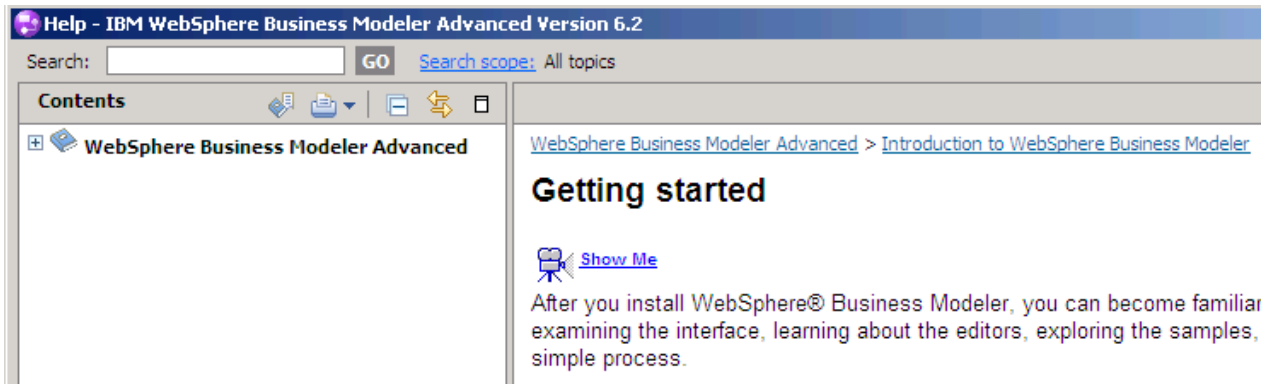 Help - IBM WebSphere Business Modeler Advanced Version 6.2
Search: GO Search scope: All topics
Contents
WebSphere Business Modeler Advanced
WebSphere Business Modeler Advanced > Introduction to WebSphere Business Modeler
Getting started
Show Me
After you install WebSphere® Business Modeler, you can become familiar
examining the interface, learning about the editors, exploring the samples,
simple process.